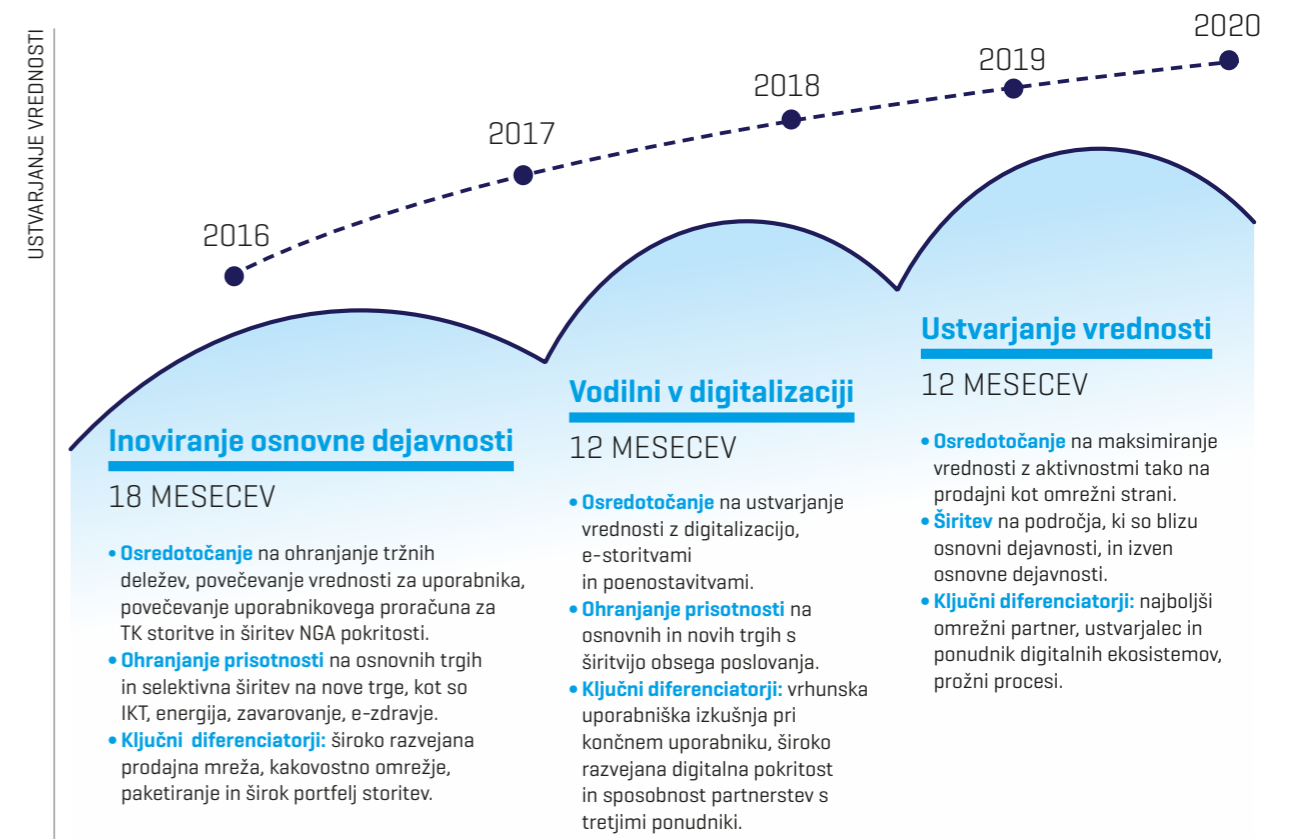 USTVARJANJE VREDNOSTI
2016
2017
2018
2019
2020
Inoviranje osnovne dejavnosti
18 MESECEV
• Osredotočanje na ohranjanje tržnih
deležev, povečevanje vrednosti za uporabnika,
povečevanje uporabnikovega proračuna za
TK storitve in širitev NGA pokritosti.
• Ohranjanje prisotnosti na osnovnih trgih
in selektivna širitev na nove trge, kot so
IKT, energija, zavarovanje, e-zdravje.
• Ključni diferenciatorji: široko razvejana
prodajna mreža, kakovostno omrežje,
paketiranje in širok portfelj storitev.
Vodilni v digitalizaciji
12 MESECEV
• Osredotočanje na ustvarjanje
vrednosti z digitalizacijo,
e-storitvami
in poenostavitvami.
• Ohranjanje prisotnosti na
osnovnih in novih trgih s
širitvijo obsega poslovanja.
• Ključni diferenciatorji: vrhunska
uporabniška izkušnja pri
končnem uporabniku, široko
razvejana digitalna pokritost
in sposobnost partnerstev s
tretjimi ponudniki.
Ustvarjanje vrednosti
12 MESECEV
• Osredotočanje na maksimiranje
vrednosti z aktivnostmi tako na
prodajni kot omrežni strani.
• Širitev na področja, ki so blizu
osnovni dejavnosti, in izven
osnovne dejavnosti.
• Ključni diferenciatorji: najboljši
omrežni partner, ustvarjalec in
ponudnik digitalnih ekosistemov,
prožni procesi.